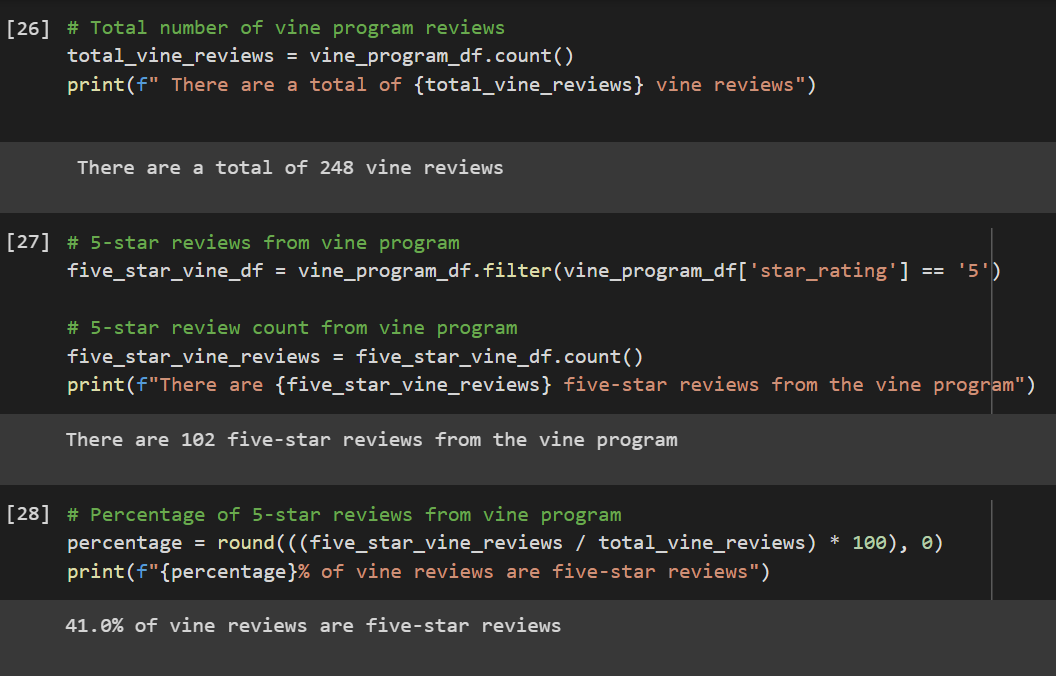 [26] # Total number of vine program reviews
total_vine_reviews = vine_program_df.count()
print(f" There are a total of {total_vine_reviews} vine reviews")
There are a total of 248 vine reviews
[27] # 5-star reviews from vine program
five_star_vine_df = vine_program_df.filter(vine_program_df['star_rating'] == '5')
# 5-star review count from vine program
five_star_vine_reviews = five_star_vine_df.count()
print(f"There are {five_star_vine_reviews} five-star reviews from the vine program")
There are 102 five-star reviews from the vine program
[28] # Percentage of 5-star reviews from vine program
percentage = round(((five_star_vine_reviews / total_vine_reviews) * 100), 0)
print(f"{percentage}% of vine reviews are five-star reviews")
41.0% of vine reviews are five-star reviews